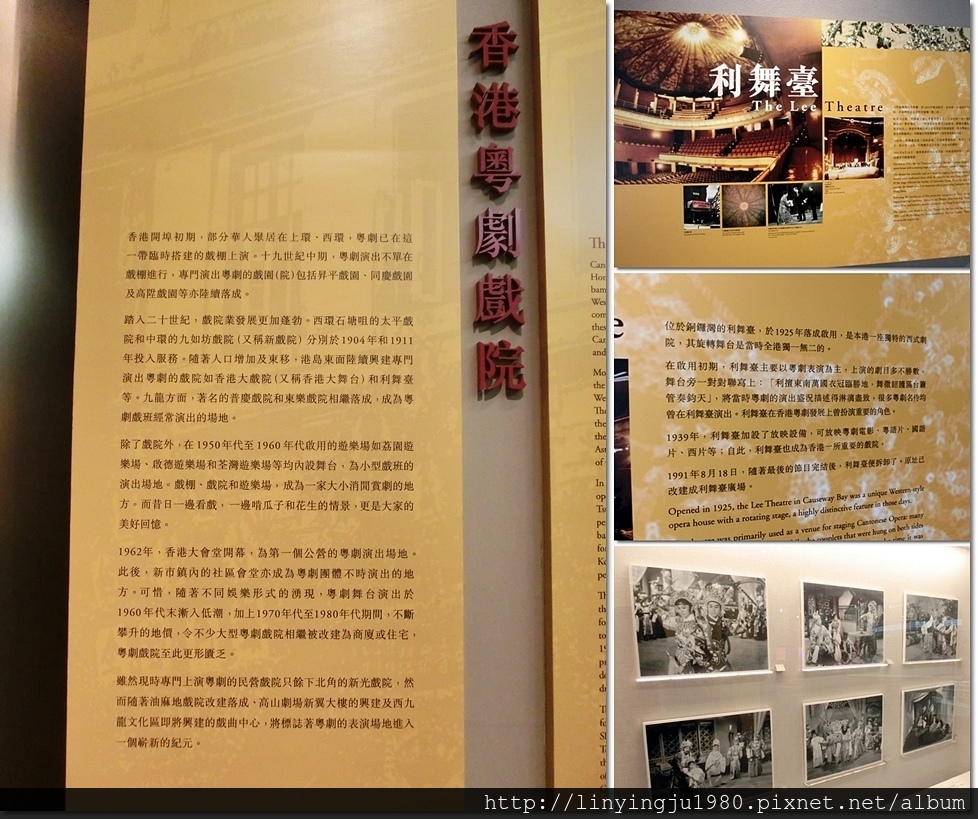 香港粵劇戲院
香港開埠初期，部分華人聚居在上環、西環，粵劇已在這
一帶臨時搭建的戲棚上演。十九世紀中期，粵劇演出不單在
戲棚進行，專門演出粵劇的戲園(院)包括昇平戲園、同慶戲園
及高陞戲園等亦陸續落成。
踏入二十世紀，戲院業發展更加蓬勃。西環石塘咀的太平戲
院和中環的九如坊戲院(又稱新戲院) 分別於1904年和1911
年投入服務。隨著人口增加及東移，港島東面陸續興建專門
演出粵劇的戲院如香港大戲院(又稱香港大舞台) 和利舞臺
等。九龍方面，著名的普慶戲院和東樂戲院相繼落成，成為粵
劇戲班經常演出的場地。
除了戲院外，在1950年代至1960年代啟用的遊樂場如荔園遊
樂場、啟德遊樂場和荃灣遊樂場等均內設舞台，為小型戲班的
演出場地。戲棚、戲院和遊樂場，成為一家大小消閒賞劇的地
方。而昔日一邊看戲，一邊啃瓜子和花生的情景，更是大家的
美好回憶。
1962年，香港大會堂開幕，為第一個公營的粵劇演出場地。
此後，新市鎮內的社區會堂亦成為粵劇團體不時演出的地
方。可惜，隨著不同娛樂形式的湧現，粵劇舞台演出於
1960年代末漸入低潮，加上1970年代至1980年代期間，不斷
攀升的地價，令不少大型粵劇戲院相繼被改建為商廈或住宅，
粵劇戲院至此更形匱乏。
雖然現時專門上演粵劇的民營戲院只餘下北角的新光戲院，然
而隨著油麻地戲院改建落成、高山劇場新翼大樓的興建及西九
龍文化區即將興建的戲曲中心，將標誌著粵劇的表演場地進入
一個嶄新的紀元。
利舞臺
The Lee Theatre
位於銅鑼灣的利舞臺，於1925年落成啟用，是本港一座獨特的西式劇
院，其旋轉舞台是當時全港獨一無二的。
在啟用初期，利舞臺主要以粵劇表演為主，上演的劇目多不勝數。
舞台旁一對對聯寫上：「利擅東南萬國衣冠臨勝地，舞徵韶頀滿台簫
管奏鈞天」，將當時粵劇的演出盛況描述得淋漓盡致。很多粵劇名伶均
曾在利舞臺演出。利舞臺在香港粵劇發展上曾扮演重要的角色。
1939年，利舞臺加設了放映設備，可放映粵劇電影、粵語片、國語
片、西片等；自此，利舞臺也成為香港一所重要的戲院。
1991年8月18日，隨著最後的節目完結後，利舞臺便拆卸了。原址已
改建成利舞臺廣場。
Opened in 1925, the Lee Theatre in Causeway Bay was a unique Western-style
opera house with a rotating stage, a highly distinctive feature in those days.
was primarily used as a venue for staging Cantonese Opera: many
couplets that were hung on both sides
http://linyingju1980.pixnet.net/album